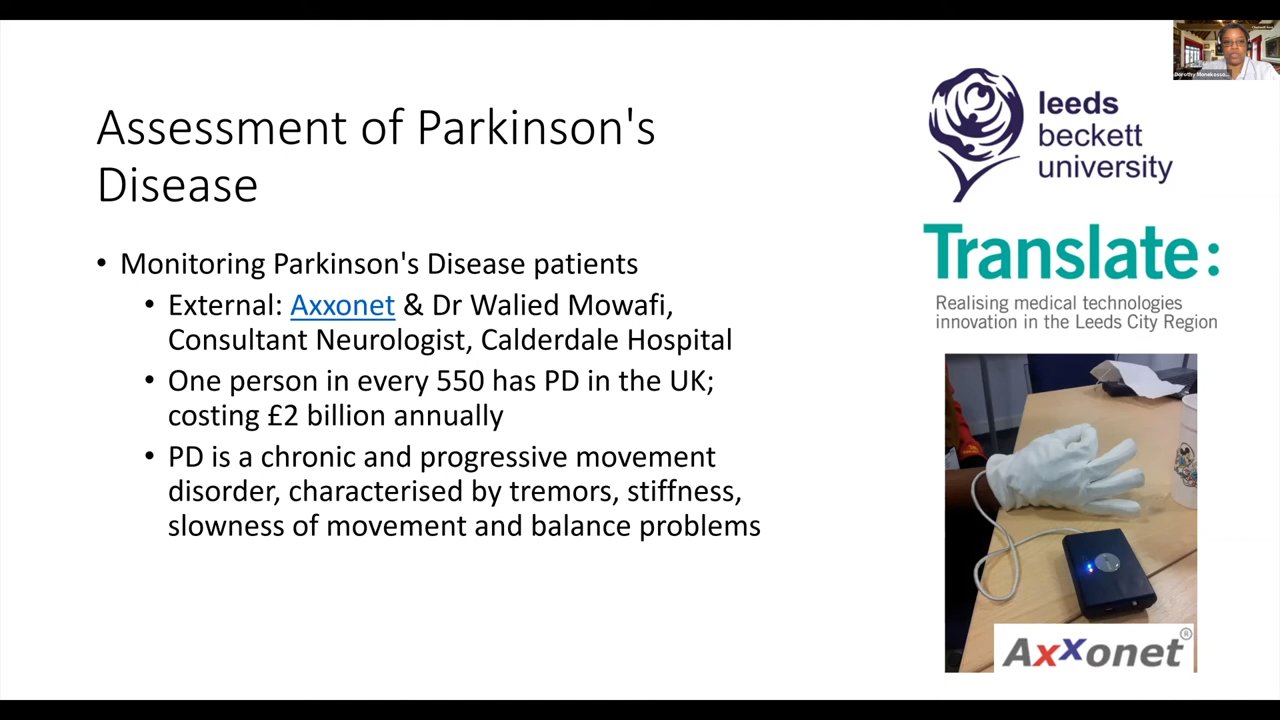 Assessment of Parkinson's
Disease
• Monitoring Parkinson's Disease patients
• External: Axxonet & Dr Walied Mowafi,
Consultant Neurologist, Calderdale Hospital
• One person in every 550 has PD in the UK;
costing £2 billion annually
• PD is a chronic and progressive movement
disorder, characterised by tremors, stiffness,
slowness of movement and balance problems
leeds
beckett
university
Translate:
Realising medical technologies
innovation in the Leeds City Region
Axxonet®